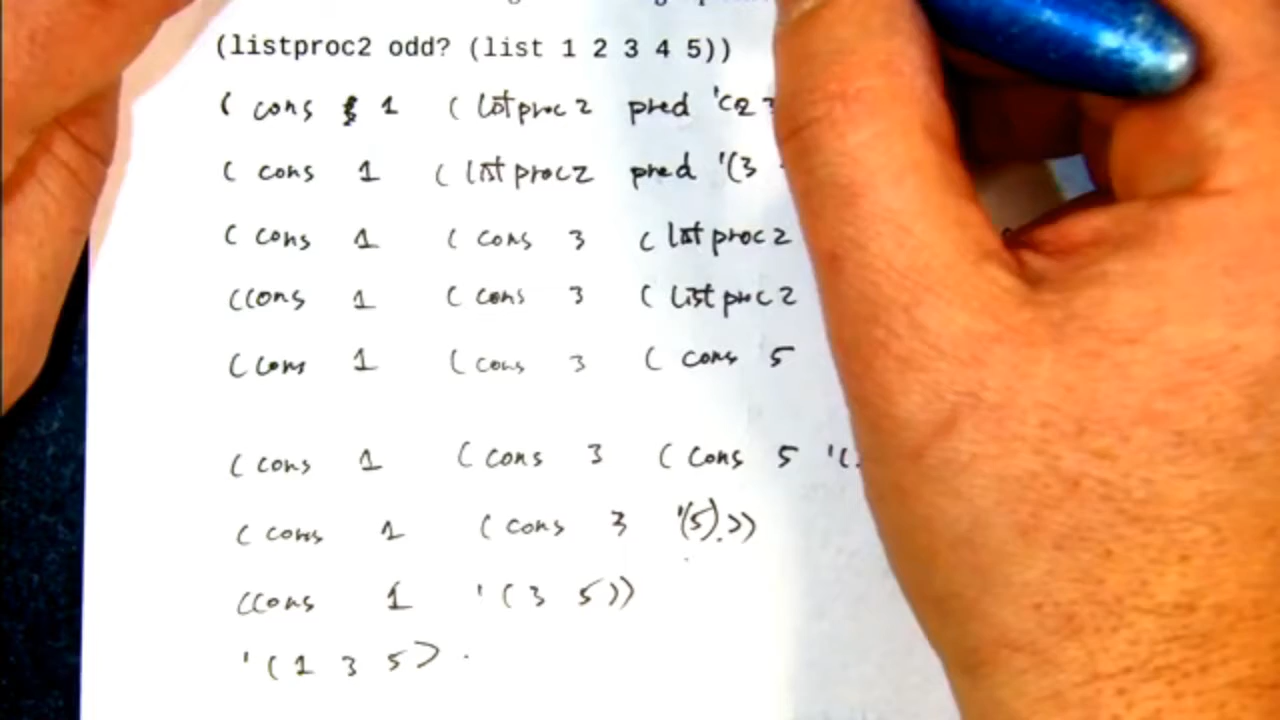 (listproc2 odd? (list 1 2 3 4 5))
( cons 1 ( listproc2 pred '(2 3
( cons 1 ( listproc2 pred '(3
( cons 1 ( cons 3 ( listproc2
(cons 1 ( cons 3 ( listproc2
(cons 1 ( cons 3 ( cons 5
( cons 1 ( cons 3 ( cons 5 '(
( cons 1 ( cons 3 '(5)))
(cons 1 '(3 5))
'(1 3 5)